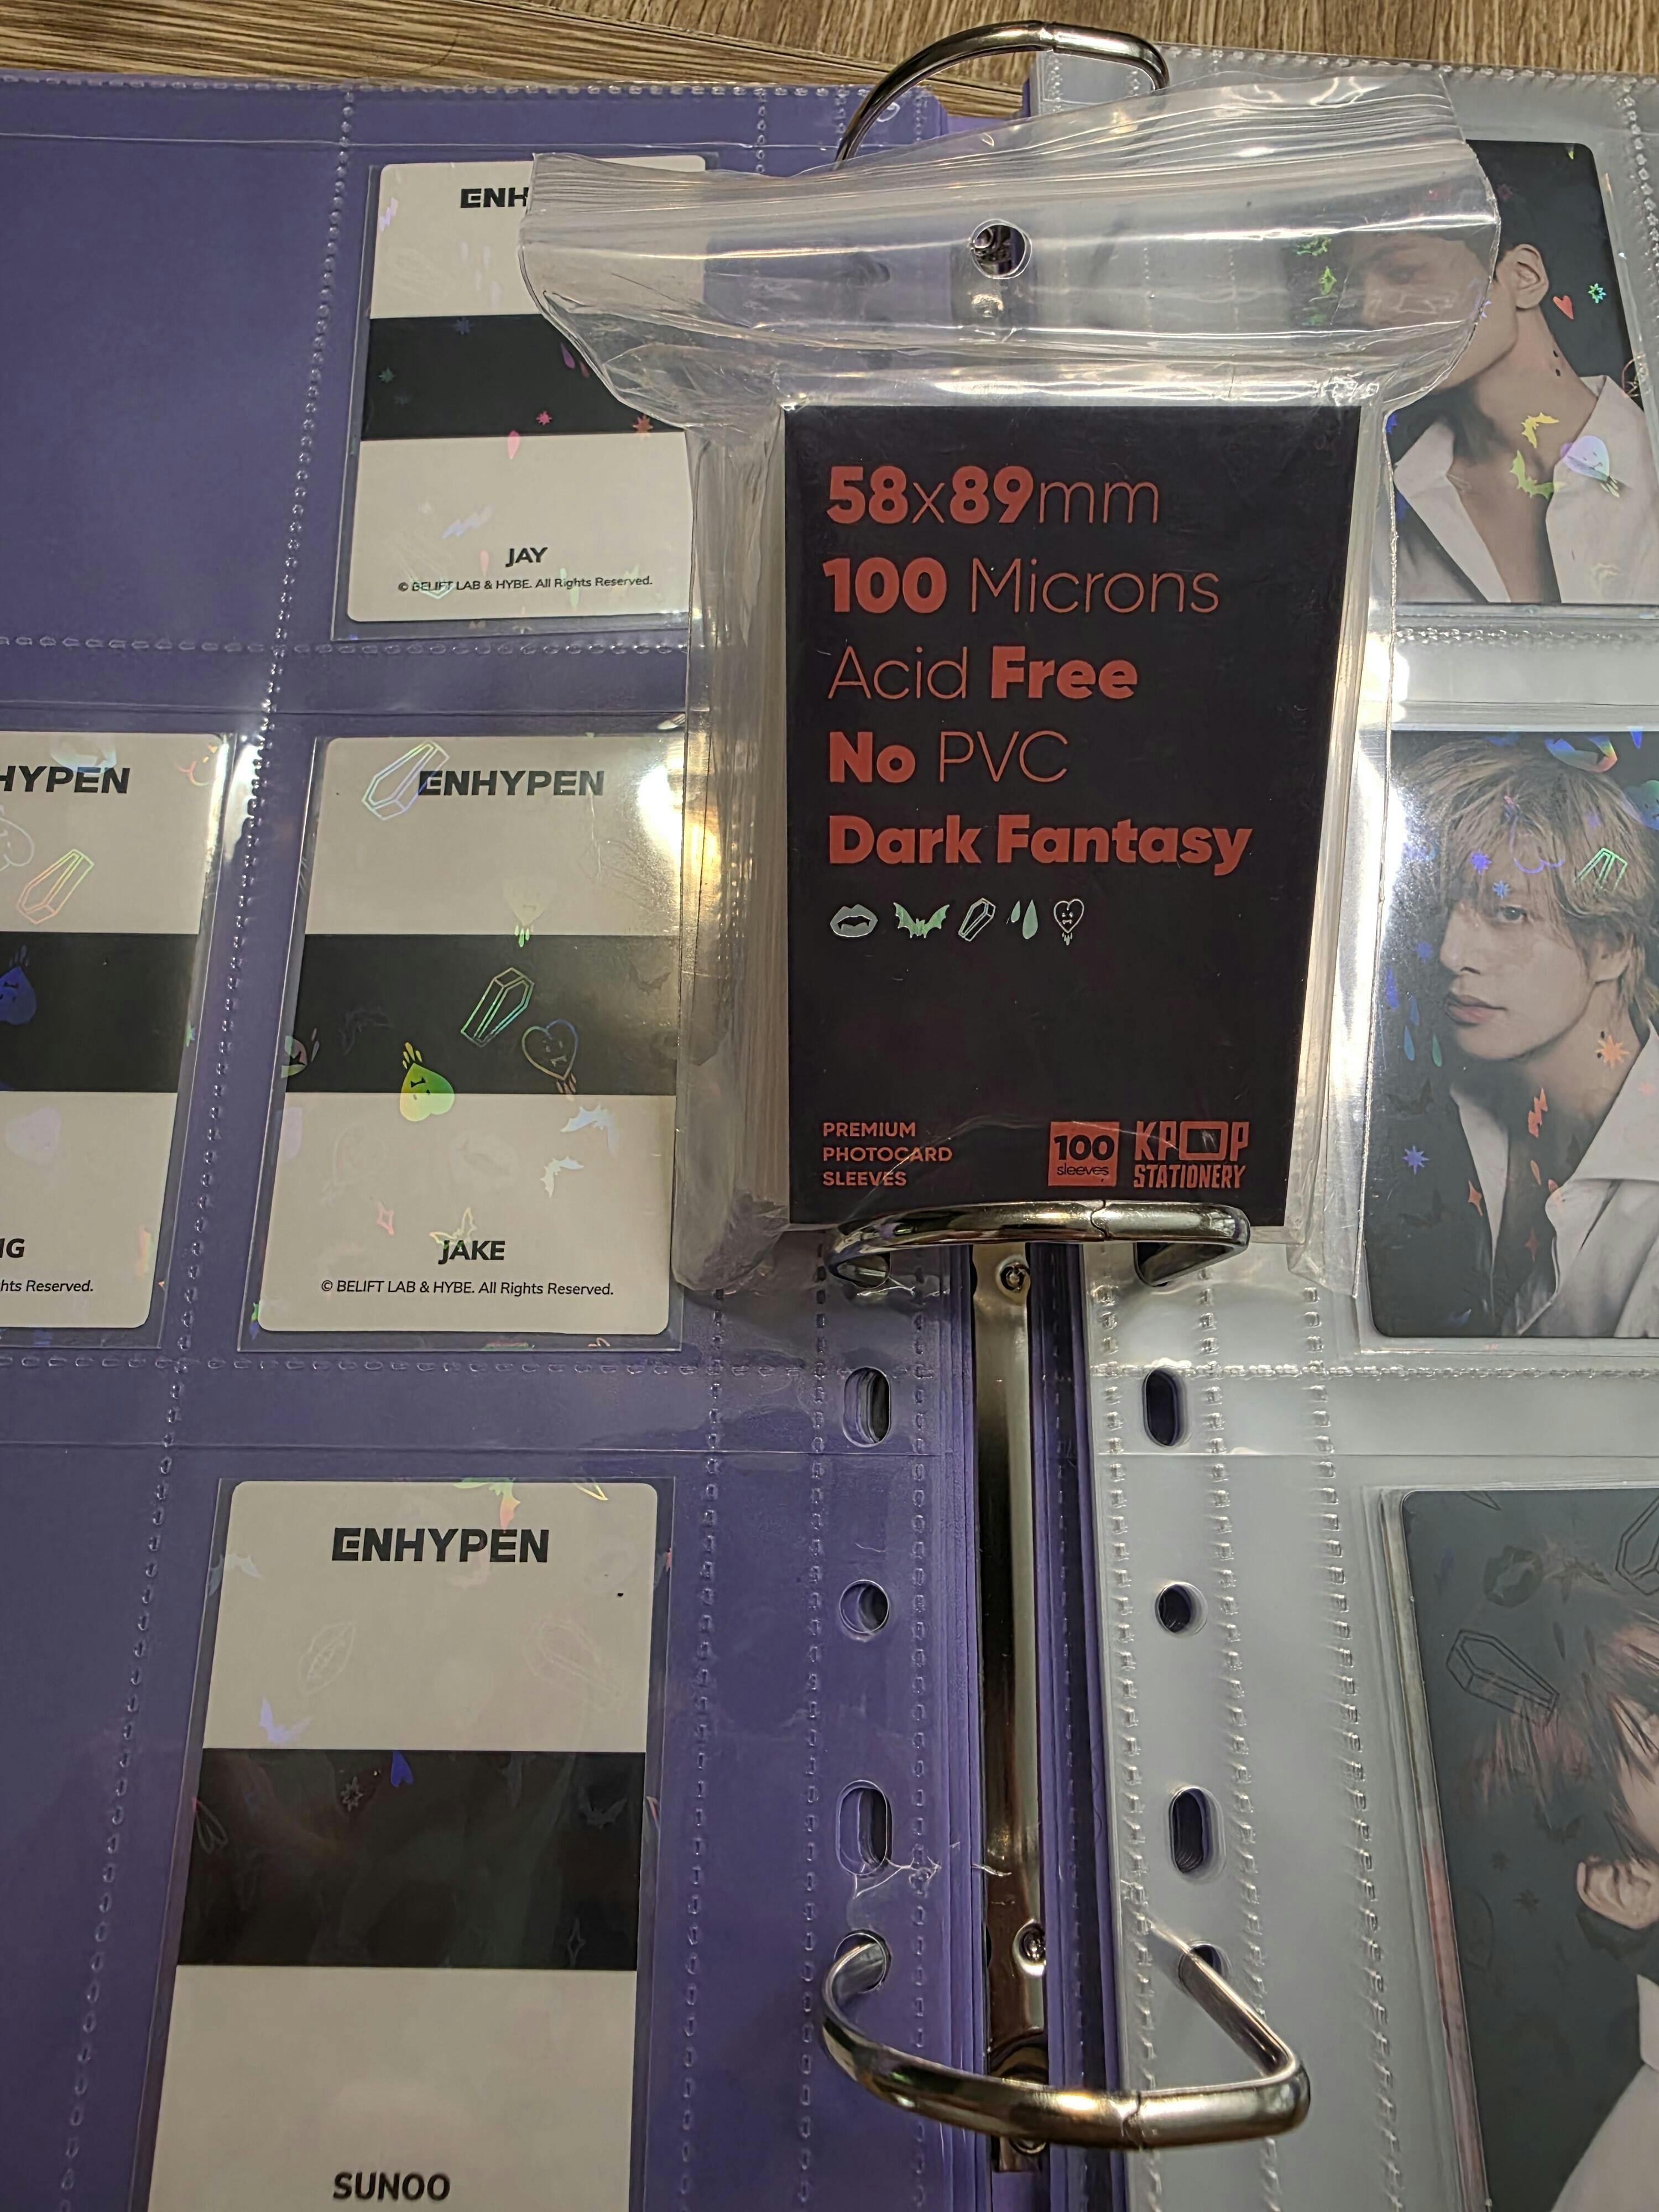 ENH
JAY
© BELIFT LAB & HYBE. All Rights Reserved.
HYPEN
NG
hts Reserved.
ENHYPEN
JAKE
© BELIFT LAB & HYBE. All Rights Reserved.
ENHYPEN
SUNOO
58x89mm
100 Microns
Acid Free
No PVC
Dark Fantasy
PREMIUM
PHOTOCARD
SLEEVES
100
sleeves
KPOP
STATIONERY